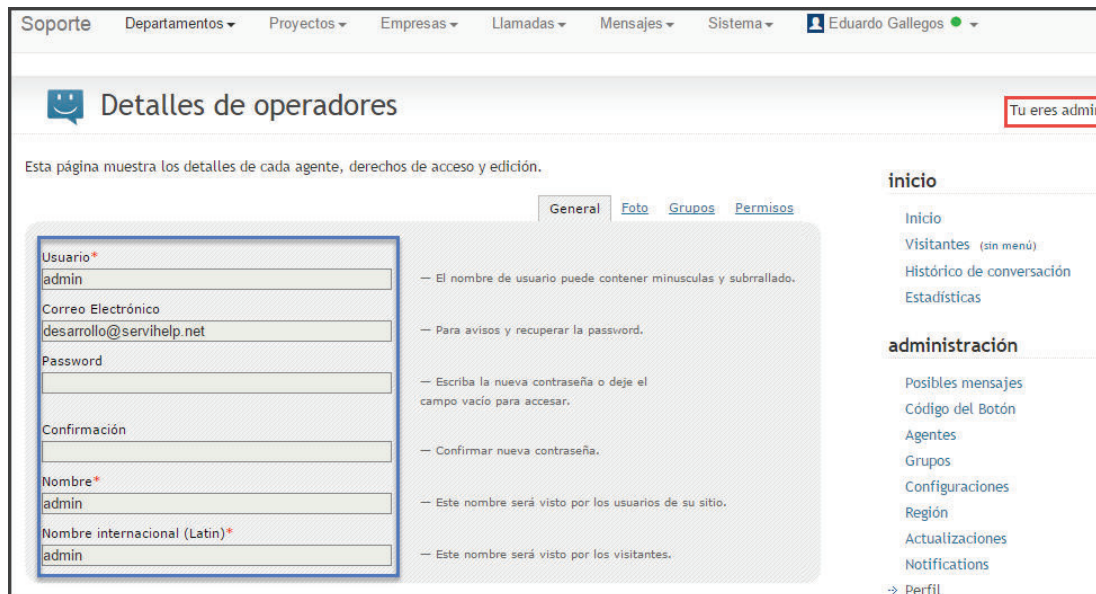 Soporte Departamentos Proyectos Empresas Llamadas Mensajes Sistema Eduardo Gallegos
Detalles de operadores
Tu eres admin
Esta página muestra los detalles de cada agente, derechos de acceso y edición.
General Foto Grupos Permisos
Usuario*
admin
— El nombre de usuario puede contener minusculas y subrrallado.
Correo Electrónico
desarrollo@servihelp.net
— Para avisos y recuperar la password.
Password
— Escriba la nueva contraseña o deje el
campo vacío para accesar.
Confirmación
— Confirmar nueva contraseña.
Nombre*
admin
— Este nombre será visto por los usuarios de su sitio.
Nombre internacional (Latin)*
admin
— Este nombre será visto por los visitantes.
inicio
Inicio
Visitantes (sin menú)
Histórico de conversación
Estadísticas
administración
Posibles mensajes
Código del Botón
Agentes
Grupos
Configuraciones
Región
Actualizaciones
Notifications
Perfil